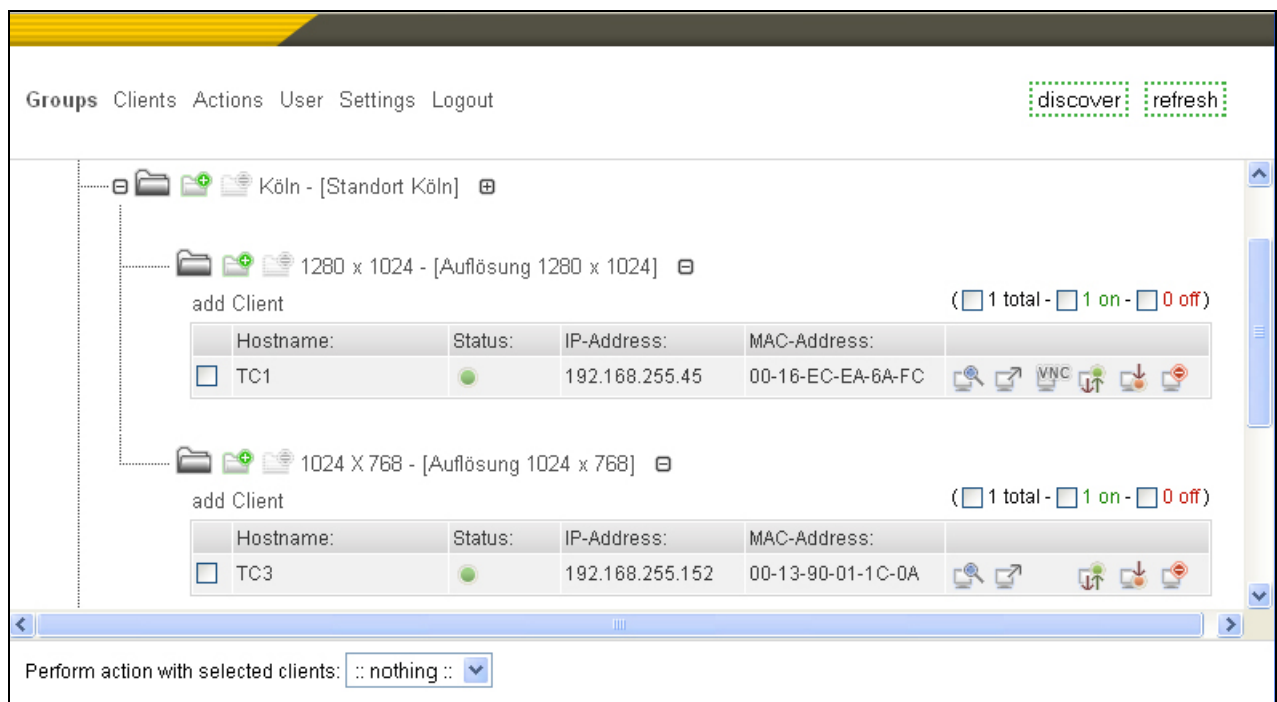 Groups Clients Actions User Settings Logout discover refresh
Köln - [Standort Köln]
1280 x 1024 - [Auflösung 1280 x 1024]
add Client (1 total - 1 on - 0 off)
Hostname: Status: IP-Address: MAC-Address:
TC1 192.168.255.45 00-16-EC-EA-6A-FC VNC
1024 X 768 - [Auflösung 1024 x 768]
add Client (1 total - 1 on - 0 off)
Hostname: Status: IP-Address: MAC-Address:
TC3 192.168.255.152 00-13-90-01-1C-0A
Perform action with selected clients: :: nothing ::